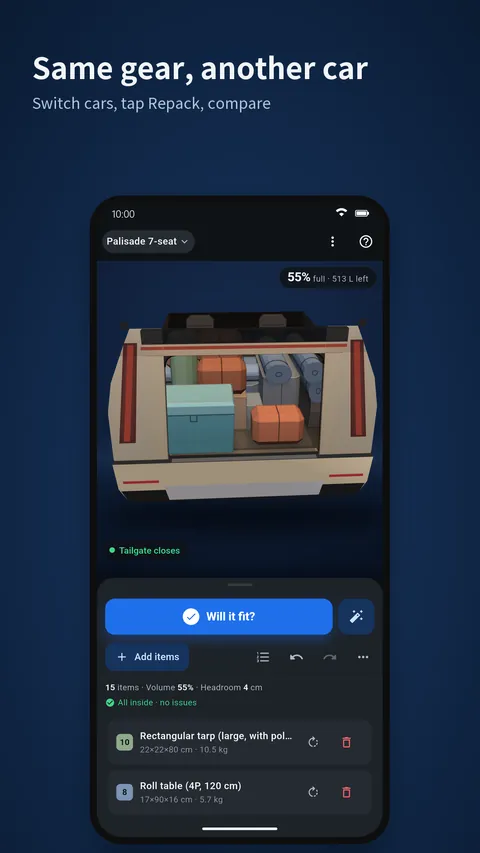 Same gear, another car
Switch cars, tap Repack, compare
10:00
Palisade 7-seat
55% full · 513 L left
Tailgate closes
Will it fit?
Add items
15 items · Volume 55% · Headroom 4 cm
All inside · no issues
10
Rectangular tarp (large, with pol...
22×22×80 cm · 10.5 kg
8
Roll table (4P, 120 cm)
17×90×16 cm · 5.7 kg